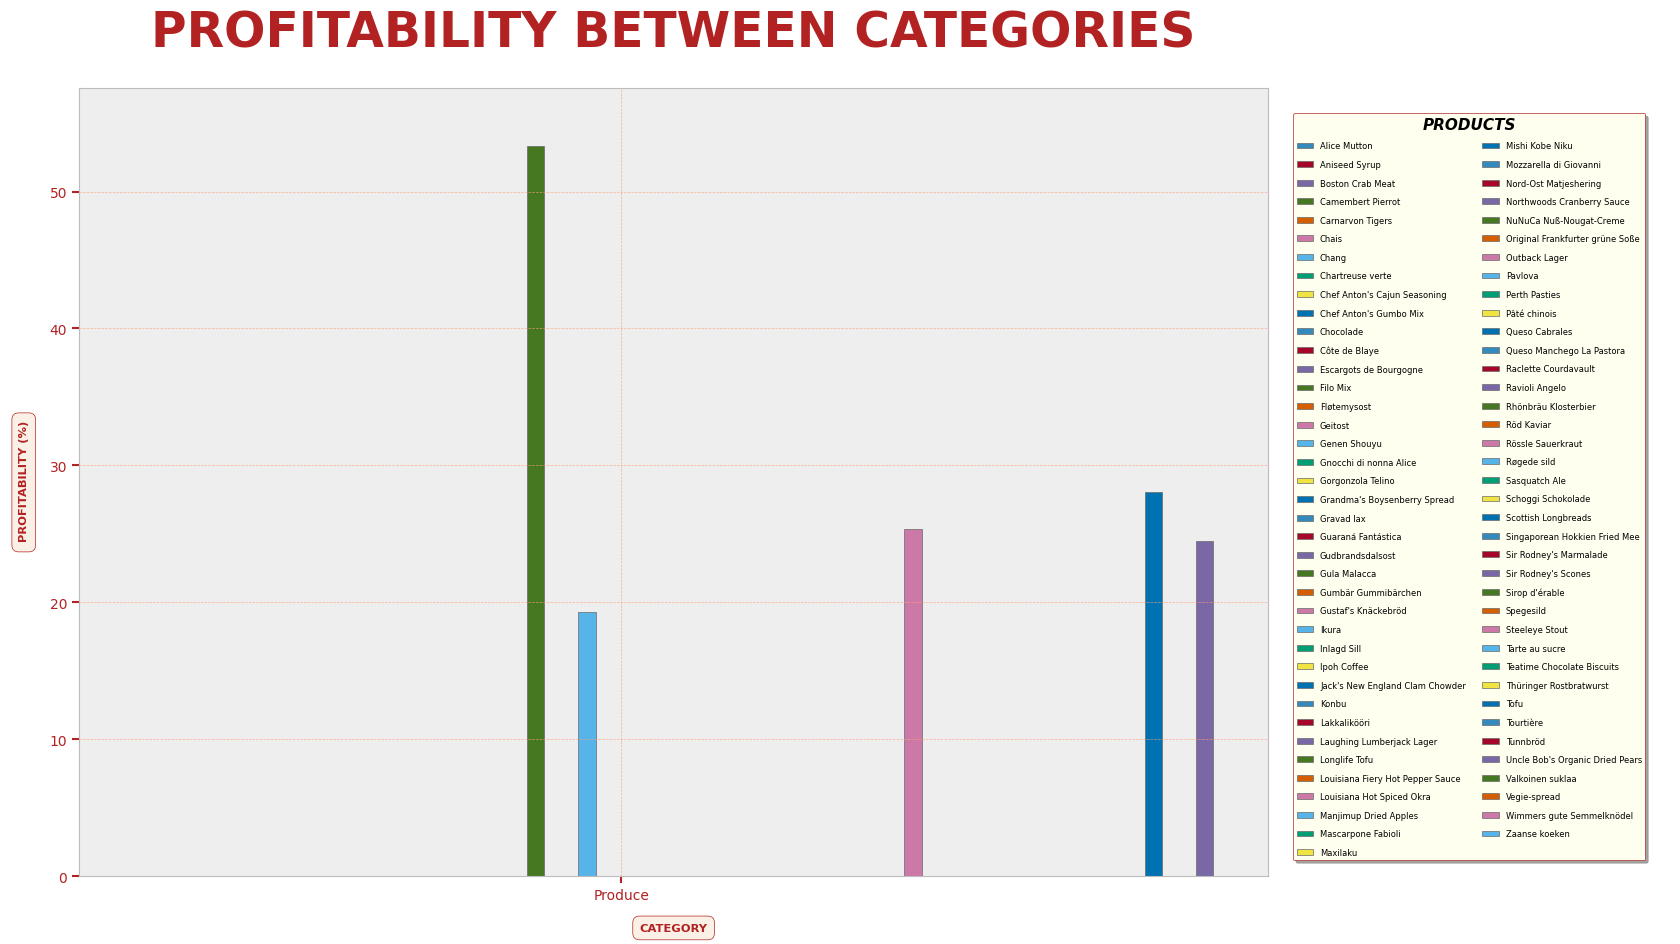 PROFITABILITY BETWEEN CATEGORIES
PROFITABILITY (%)
50
40
30
20
10
0
Produce
CATEGORY
PRODUCTS
Alice Mutton
Aniseed Syrup
Boston Crab Meat
Camembert Pierrot
Carnarvon Tigers
Chais
Chang
Chartreuse verte
Chef Anton's Cajun Seasoning
Chef Anton's Gumbo Mix
Chocolade
Côte de Blaye
Escargots de Bourgogne
Filo Mix
Fløtemysost
Geitost
Genen Shouyu
Gnocchi di nonna Alice
Gorgonzola Telino
Grandma's Boysenberry Spread
Gravad lax
Guaraná Fantástica
Gudbrandsdalsost
Gula Malacca
Gumbär Gummibärchen
Gustaf's Knäckebröd
Ikura
Inlagd Sill
Ipoh Coffee
Jack's New England Clam Chowder
Konbu
Lakkalikööri
Laughing Lumberjack Lager
Longlife Tofu
Louisiana Fiery Hot Pepper Sauce
Louisiana Hot Spiced Okra
Manjimup Dried Apples
Mascarpone Fabioli
Maxilaku
Mishi Kobe Niku
Mozzarella di Giovanni
Nord-Ost Matjeshering
Northwoods Cranberry Sauce
NuNuCa Nuß-Nougat-Creme
Original Frankfurter grüne Soße
Outback Lager
Pavlova
Perth Pasties
Pâté chinois
Queso Cabrales
Queso Manchego La Pastora
Raclette Courdavault
Ravioli Angelo
Rhönbräu Klosterbier
Röd Kaviar
Rössle Sauerkraut
Røgede sild
Sasquatch Ale
Schoggi Schokolade
Scottish Longbreads
Singaporean Hokkien Fried Mee
Sir Rodney's Marmalade
Sir Rodney's Scones
Sirop d'érable
Spegesild
Steeleye Stout
Tarte au sucre
Teatime Chocolate Biscuits
Thüringer Rostbratwurst
Tofu
Tourtière
Tunnbröd
Uncle Bob's Organic Dried Pears
Valkoinen suklaa
Vegie-spread
Wimmers gute Semmelknödel
Zaanse koeken